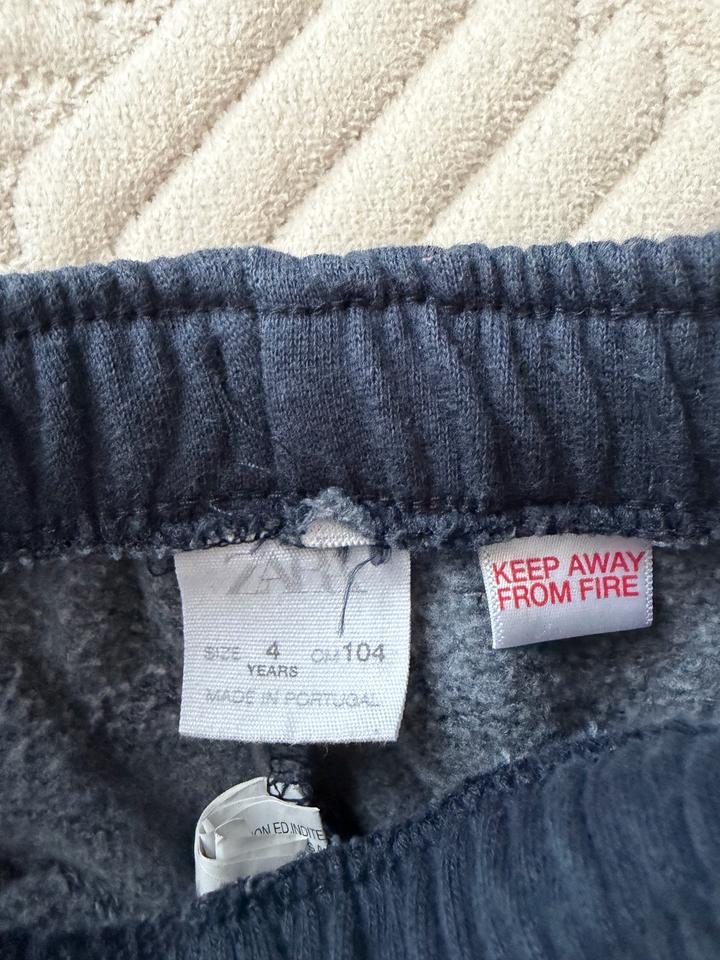 ZARA
SIZE 4 CM 104
YEARS
MADE IN PORTUGAL
KEEP AWAY
FROM FIRE